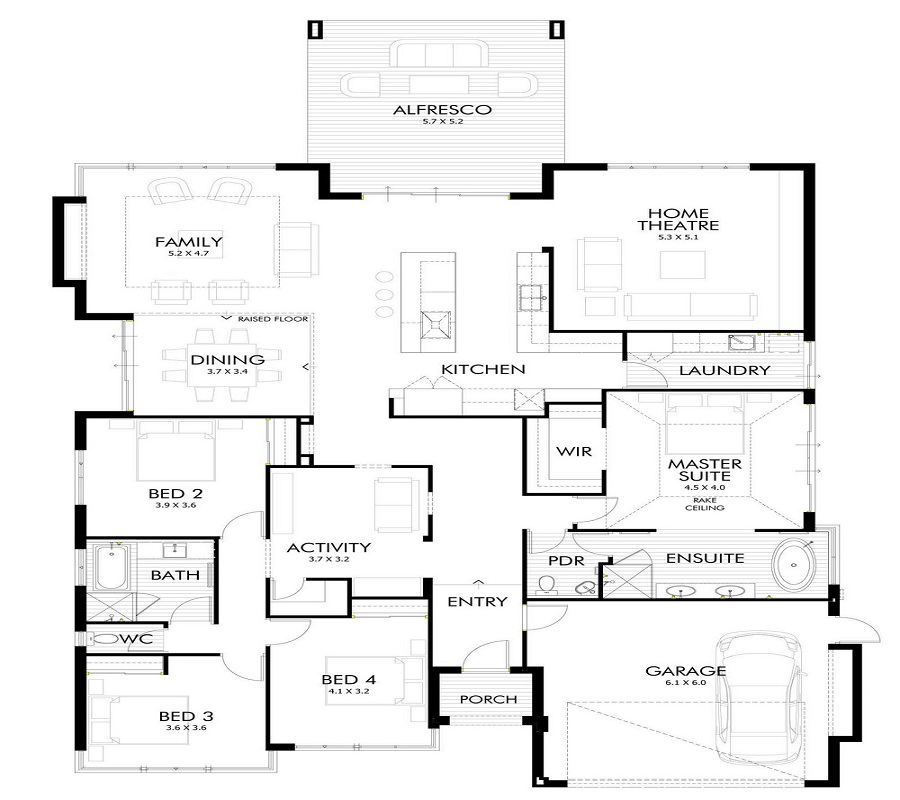 ALFRESCO
5.7 X 5.2
HOME
THEATRE
5.3 X 5.1
FAMILY
5.2 X 4.7
RAISED FLOOR
DINING
3.7 X 3.4
KITCHEN
LAUNDRY
WIR
MASTER
SUITE
4.5 X 4.0
RAKE
CEILING
BED 2
3.9 X 3.6
ACTIVITY
3.7 X 3.2
PDR
ENSUITE
BATH
ENTRY
WC
GARAGE
6.1 X 6.0
BED 4
4.1 X 3.2
PORCH
BED 3
3.6 X 3.6